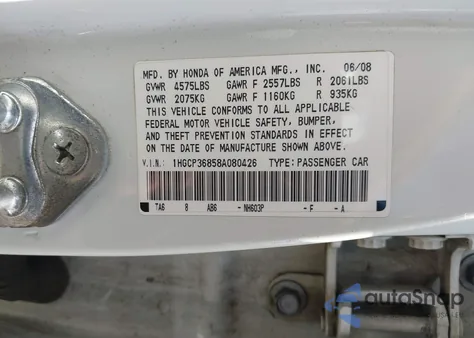 MFD. BY HONDA OF AMERICA MFG., INC. 06/08
GVWR 4575LBS GAWR F 2557LBS R 2061LBS
GVWR 2075KG GAWR F 1160KG R 935KG
THIS VEHICLE CONFORMS TO ALL APPLICABLE
FEDERAL MOTOR VEHICLE SAFETY, BUMPER,
AND THEFT PREVENTION STANDARDS IN EFFECT
ON THE DATE OF MANUFACTURE SHOWN ABOVE.
V.I.N.: 1HGCP36858A080426 TYPE: PASSENGER CAR
TA6 8 AB6 - NH603P - F - A
autoSnap